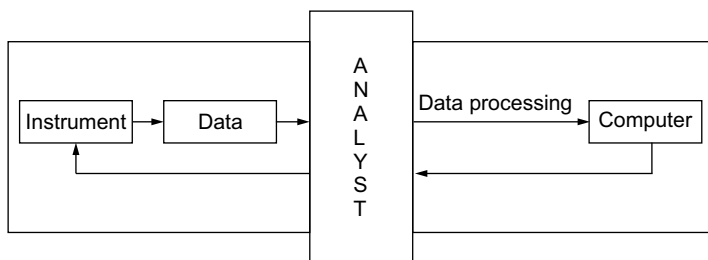 Instrument
Data
A
N
A
L
Y
S
T
Data processing
Computer